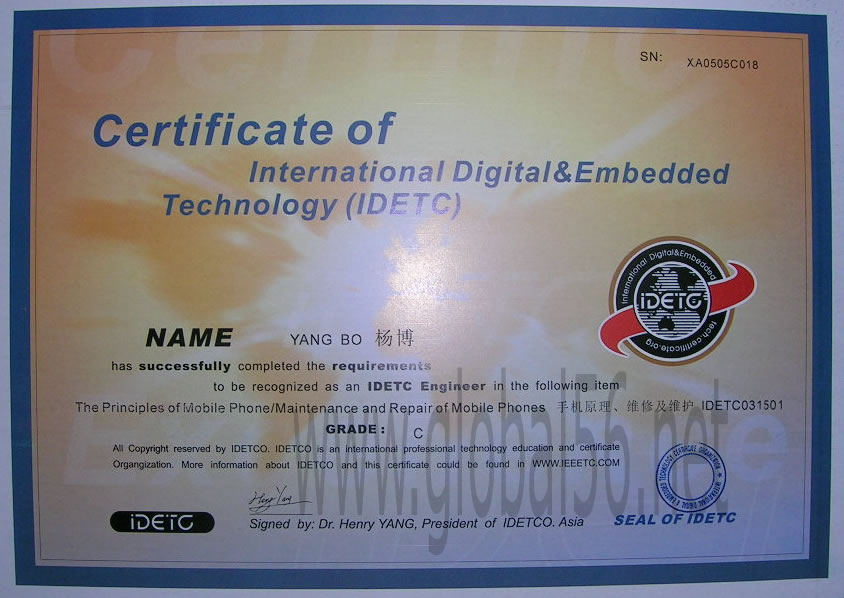 SN: XA0505C018
Certificate of
International Digital&Embedded
Technology (IDETC)
International Digital&Embedded
iDETC
tech.certificate.org
NAME YANG BO 杨博
has successfully completed the requirements
to be recognized as an IDETC Engineer in the following item
The Principles of Mobile Phone/Maintenance and Repair of Mobile Phones 手机原理、维修及维护 IDETC031501
GRADE: C
www.global56.net
All Copyright reserved by IDETCO. IDETCO is an international professional technology education and certificate
Organgization. More information about IDETCO and this certificate could be found in WWW.IEEETC.COM
iDETC
Signed by: Dr. Henry YANG, President of IDETCO. Asia
SEAL OF IDETC